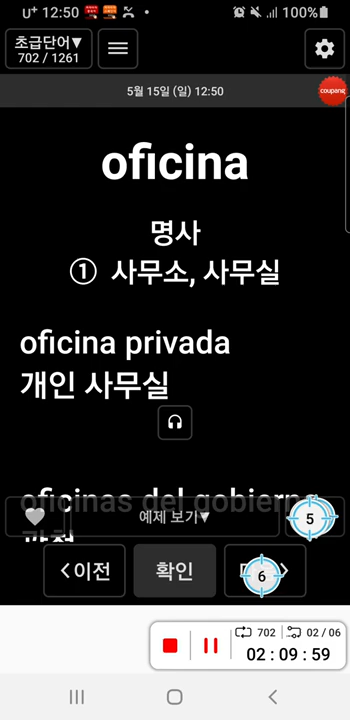 U+ 12:50 100%
초급단어▼
702 / 1261
5월 15일 (일) 12:50
coupang
oficina
명사
① 사무소, 사무실
oficina privada
개인 사무실
oficinas del gobierno
예제 보기▼
5
<이전
확인
6
702 02 / 06
02 : 09 : 59